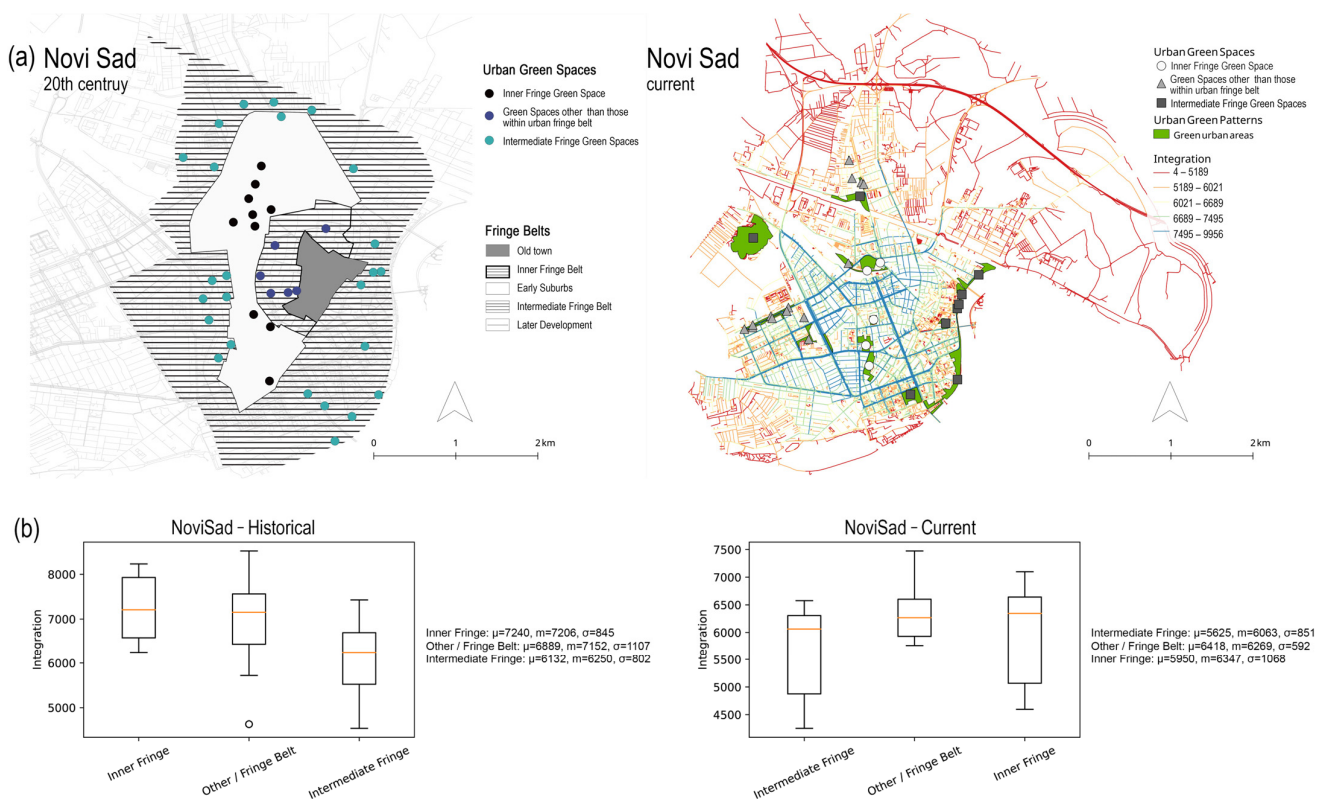 (a)
Novi Sad
20th centruy
Urban Green Spaces
Inner Fringe Green Space
Green Spaces other than those
within urban fringe belt
Intermediate Fringe Green Spaces
Fringe Belts
Old town
Inner Fringe Belt
Early Suburbs
Intermediate Fringe Belt
Later Development
0 1 2 km
Novi Sad
current
Urban Green Spaces
Inner Fringe Green Space
Green Spaces other than those
within urban fringe belt
Intermediate Fringe Green Spaces
Urban Green Patterns
Green urban areas
Integration
4 – 5189
5189 – 6021
6021 – 6689
6689 – 7495
7495 – 9956
0 1 2 km
(b)
NoviSad – Historical
Integration
8000
7000
6000
5000
Inner Fringe
Other / Fringe Belt
Intermediate Fringe
Inner Fringe: μ=7240, m=7206, σ=845
Other / Fringe Belt: μ=6889, m=7152, σ=1107
Intermediate Fringe: μ=6132, m=6250, σ=802
NoviSad – Current
Integration
7500
7000
6500
6000
5500
5000
4500
Intermediate Fringe
Other / Fringe Belt
Inner Fringe
Intermediate Fringe: μ=5625, m=6063, σ=851
Other / Fringe Belt: μ=6418, m=6269, σ=592
Inner Fringe: μ=5950, m=6347, σ=1068